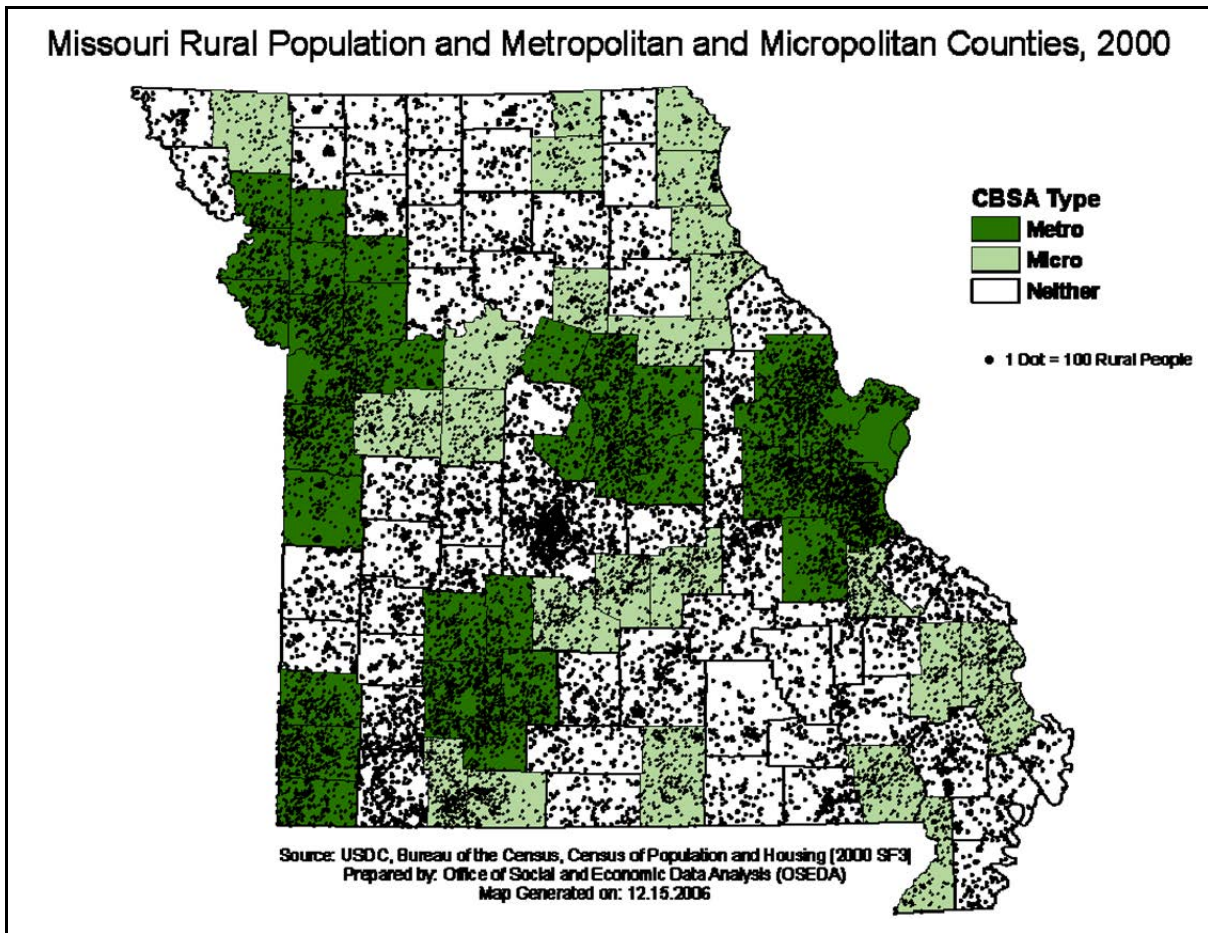 Missouri Rural Population and Metropolitan and Micropolitan Counties, 2000
CBSA Type
Metro
Micro
Neither
1 Dot = 100 Rural People
Source: USDC, Bureau of the Census, Census of Population and Housing [2000 SF3]
Prepared by: Office of Social and Economic Data Analysis (OSEDA)
Map Generated on: 12.15.2006